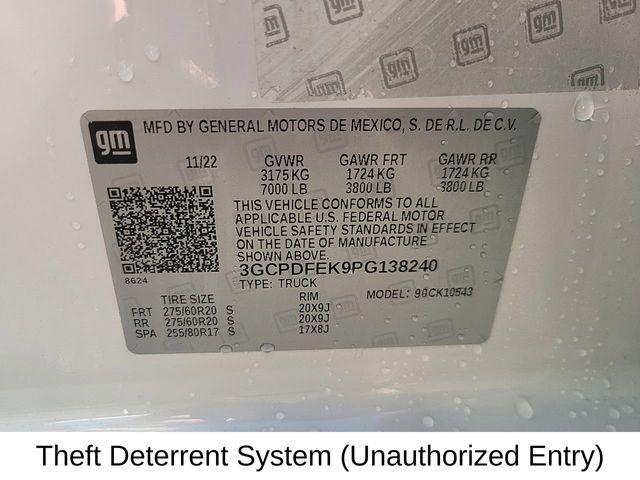 gm
MFD BY GENERAL MOTORS DE MEXICO, S. DE R.L. DE C.V.
11/22 GVWR GAWR FRT GAWR RR
3175 KG 1724 KG 1724 KG
7000 LB 3800 LB 3800 LB
THIS VEHICLE CONFORMS TO ALL
APPLICABLE U.S. FEDERAL MOTOR
VEHICLE SAFETY STANDARDS IN EFFECT
ON THE DATE OF MANUFACTURE SHOWN ABOVE.
3GCPDFEK9PG138240
8624
TYPE: TRUCK MODEL: 98CK10543
TIRE SIZE RIM
FRT 275/60R20 S 20X9J
RR 275/60R20 S 20X9J
SPA 255/80R17 S 17X8J
Theft Deterrent System (Unauthorized Entry)